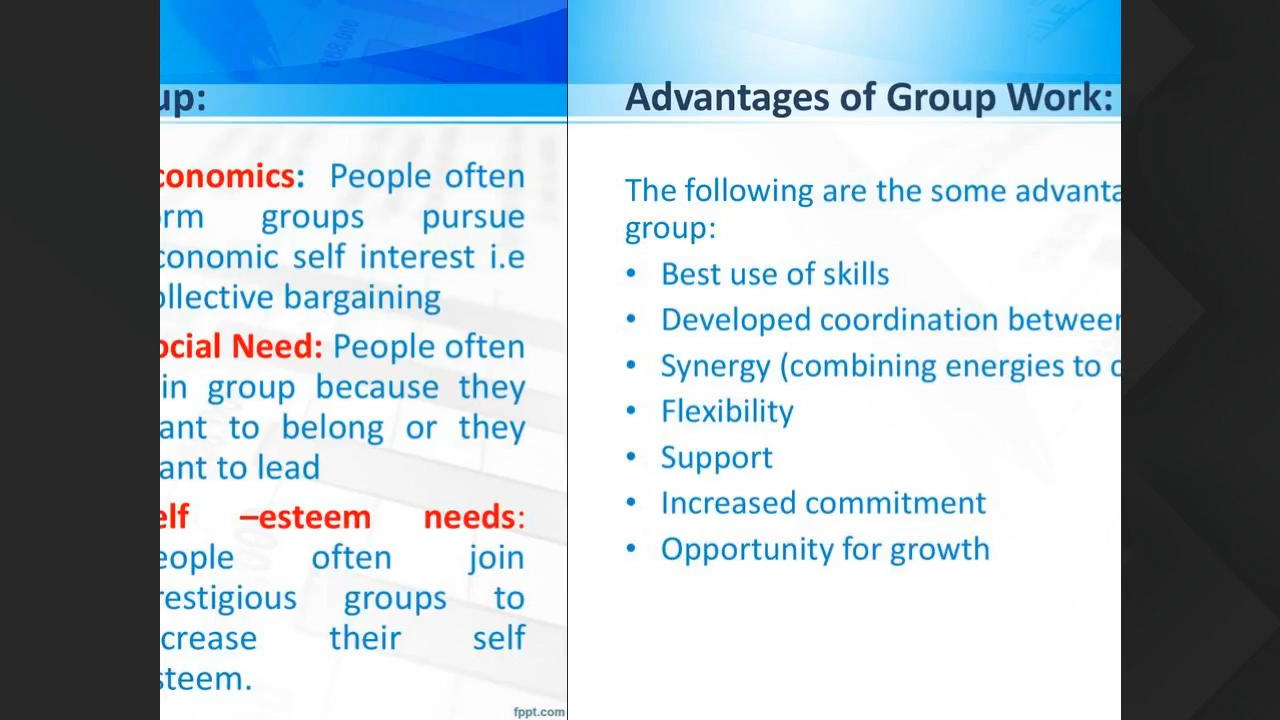 up:
conomics: People often
rm groups pursue
conomic self interest i.e
ollective bargaining
ocial Need: People often
in group because they
ant to belong or they
ant to lead
elf –esteem needs:
eople often join
restigious groups to
crease their self
steem.
fppt.com
Advantages of Group Work:
The following are the some advanta
group:
• Best use of skills
• Developed coordination between
• Synergy (combining energies to
• Flexibility
• Support
• Increased commitment
• Opportunity for growth